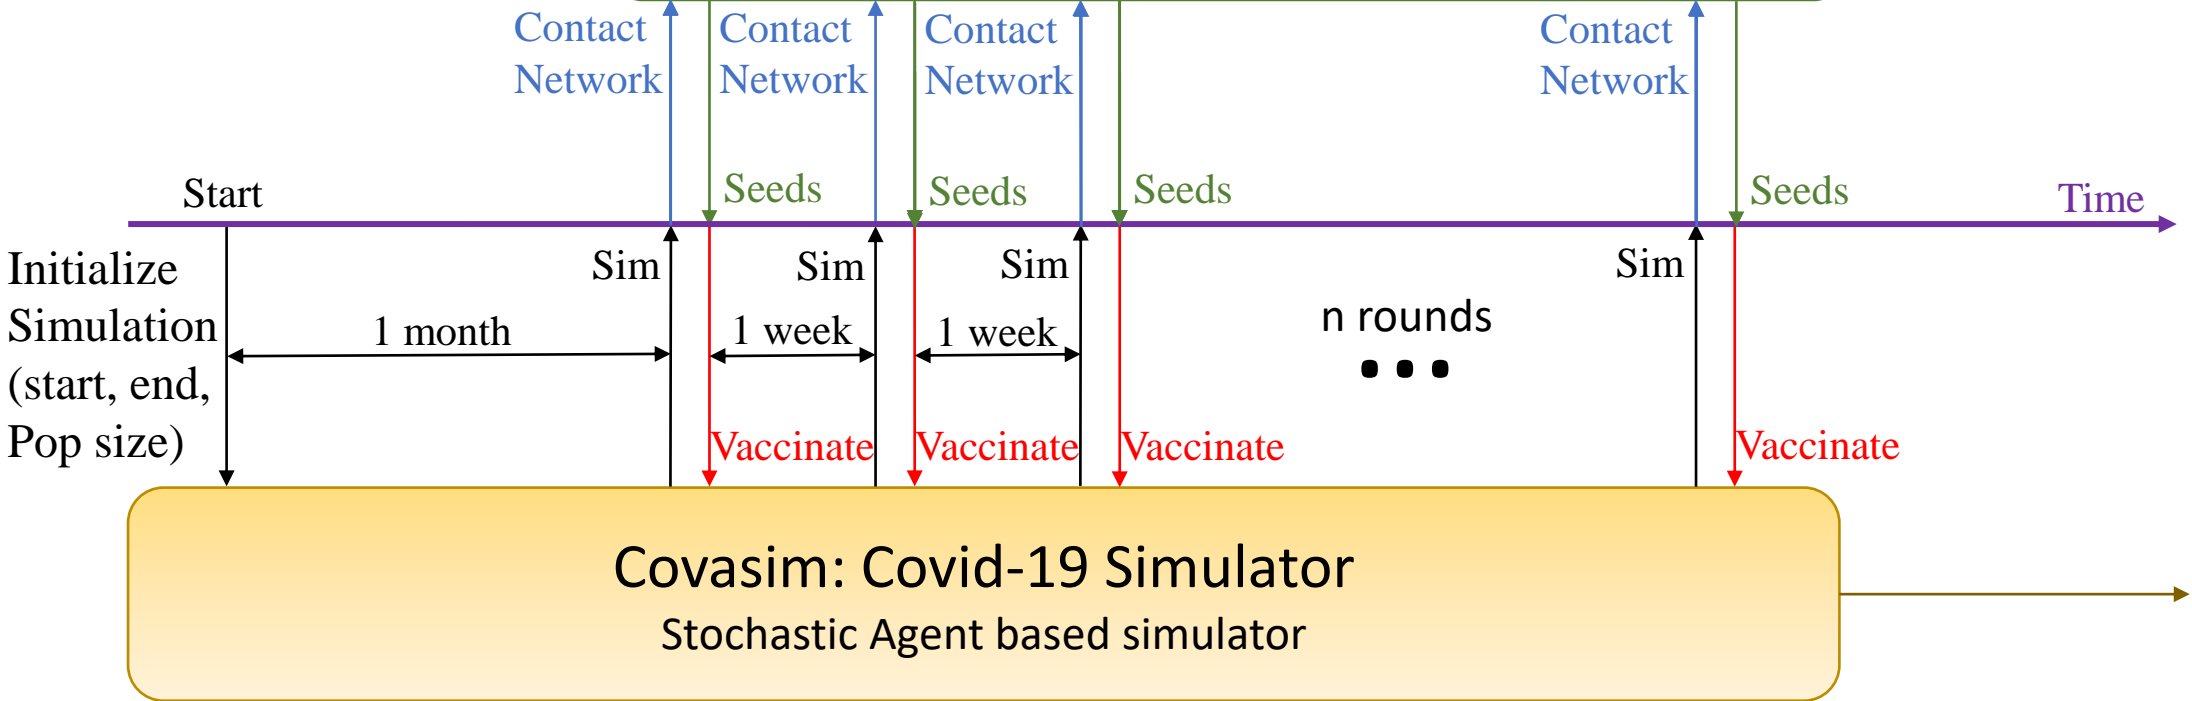 Contact
Network
Contact
Network
Contact
Network
Contact
Network
Start
Seeds
Seeds
Seeds
Seeds
Time
Initialize
Simulation
(start, end,
Pop size)
Sim
Sim
Sim
Sim
1 month
1 week
1 week
n rounds
...
Vaccinate
Vaccinate
Vaccinate
Vaccinate
Covasim: Covid-19 Simulator
Stochastic Agent based simulator